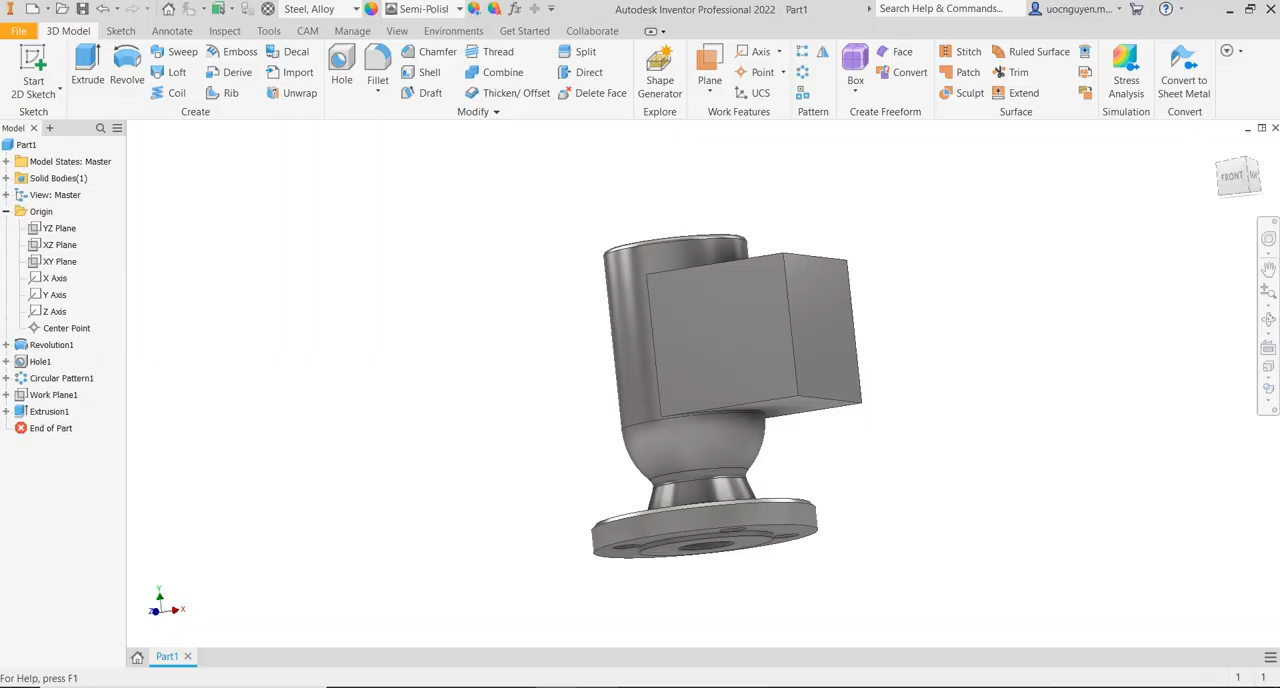 Steel, Alloy
Semi-Polish
fx
Autodesk Inventor Professional 2022 Part1
Search Help & Commands...
uocnguyen.m...
File
3D Model
Sketch
Annotate
Inspect
Tools
CAM
Manage
View
Environments
Get Started
Collaborate
Start
2D Sketch
Sketch
Extrude
Revolve
Sweep
Emboss
Decal
Loft
Derive
Import
Coil
Rib
Unwrap
Create
Hole
Fillet
Chamfer
Thread
Split
Shell
Combine
Direct
Draft
Thicken/ Offset
Delete Face
Modify
Shape
Generator
Explore
Plane
Axis
Point
UCS
Work Features
Pattern
Box
Face
Convert
Create Freeform
Stitch
Ruled Surface
Patch
Trim
Sculpt
Extend
Surface
Stress
Analysis
Simulation
Convert to
Sheet Metal
Convert
Model
Part1
Model States: Master
Solid Bodies(1)
View: Master
Origin
YZ Plane
XZ Plane
XY Plane
X Axis
Y Axis
Z Axis
Center Point
Revolution1
Hole1
Circular Pattern1
Work Plane1
Extrusion1
End of Part
FRONT
Y
Z
X
Part1
For Help, press F1
1 1